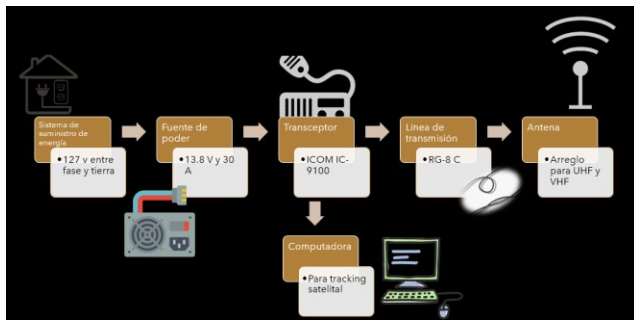 Sistema de
suministro de
energía
•127 v entre
fase y tierra
Fuente de
poder
•13.8 V y 30
A
Transceptor
•ICOM IC-
9100
Línea de
transmisión
•RG-8 C
Antena
•Arreglo
para UHF y
VHF
Computadora
•Para tracking
satelital